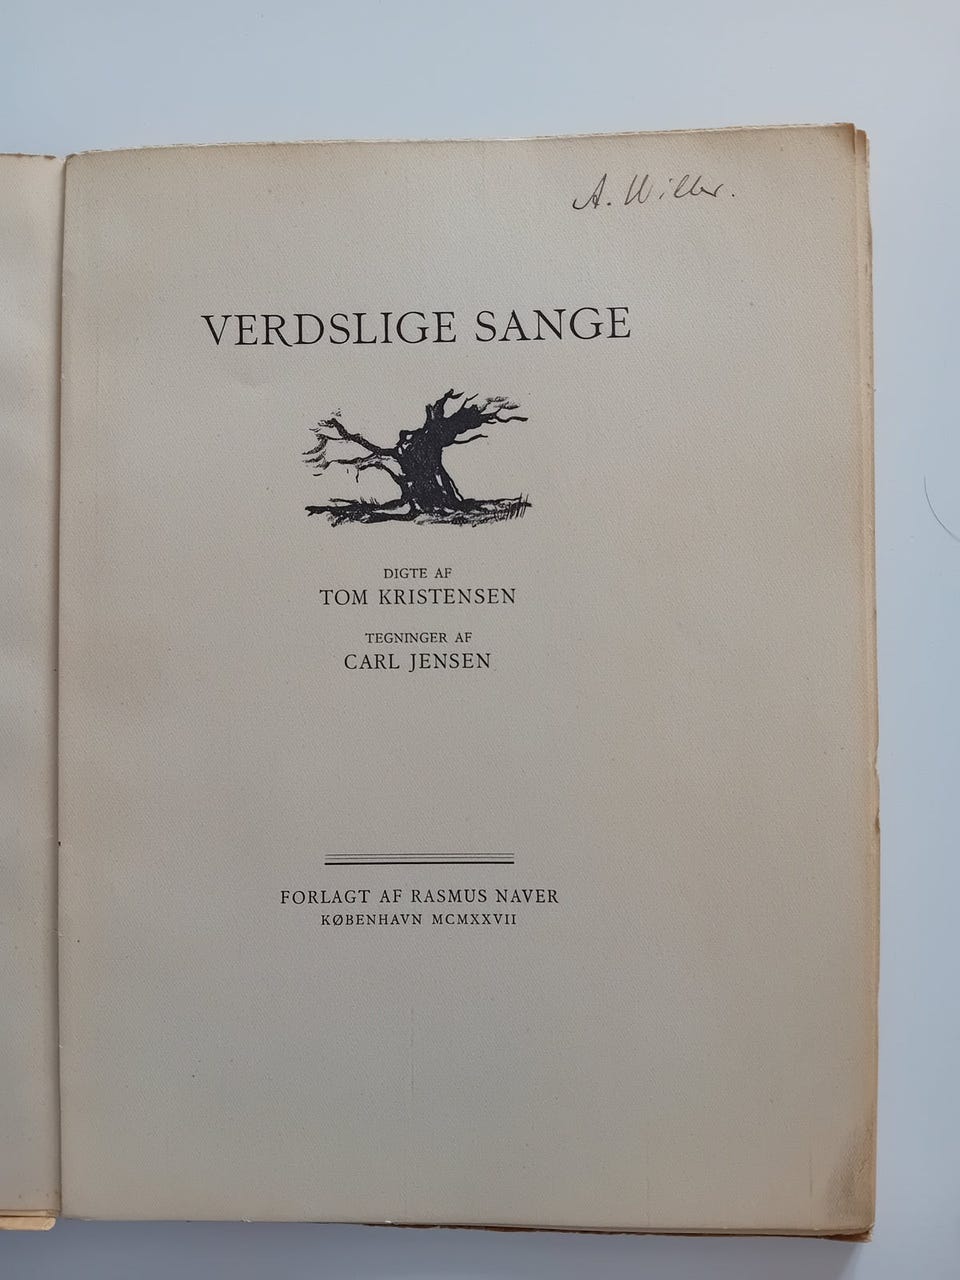 A. Willer.
VERDSLIGE SANGE
DIGTE AF
TOM KRISTENSEN
TEGNINGER AF
CARL JENSEN
FORLAGT AF RASMUS NAVER
KØBENHAVN MCMXXVII